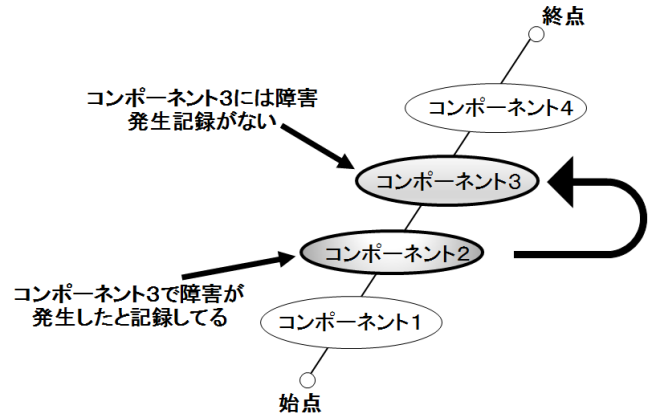 終点
コンポーネント4
コンポーネント3には障害
発生記録がない
コンポーネント3
コンポーネント2
コンポーネント3で障害が
発生したと記録してる
コンポーネント1
始点